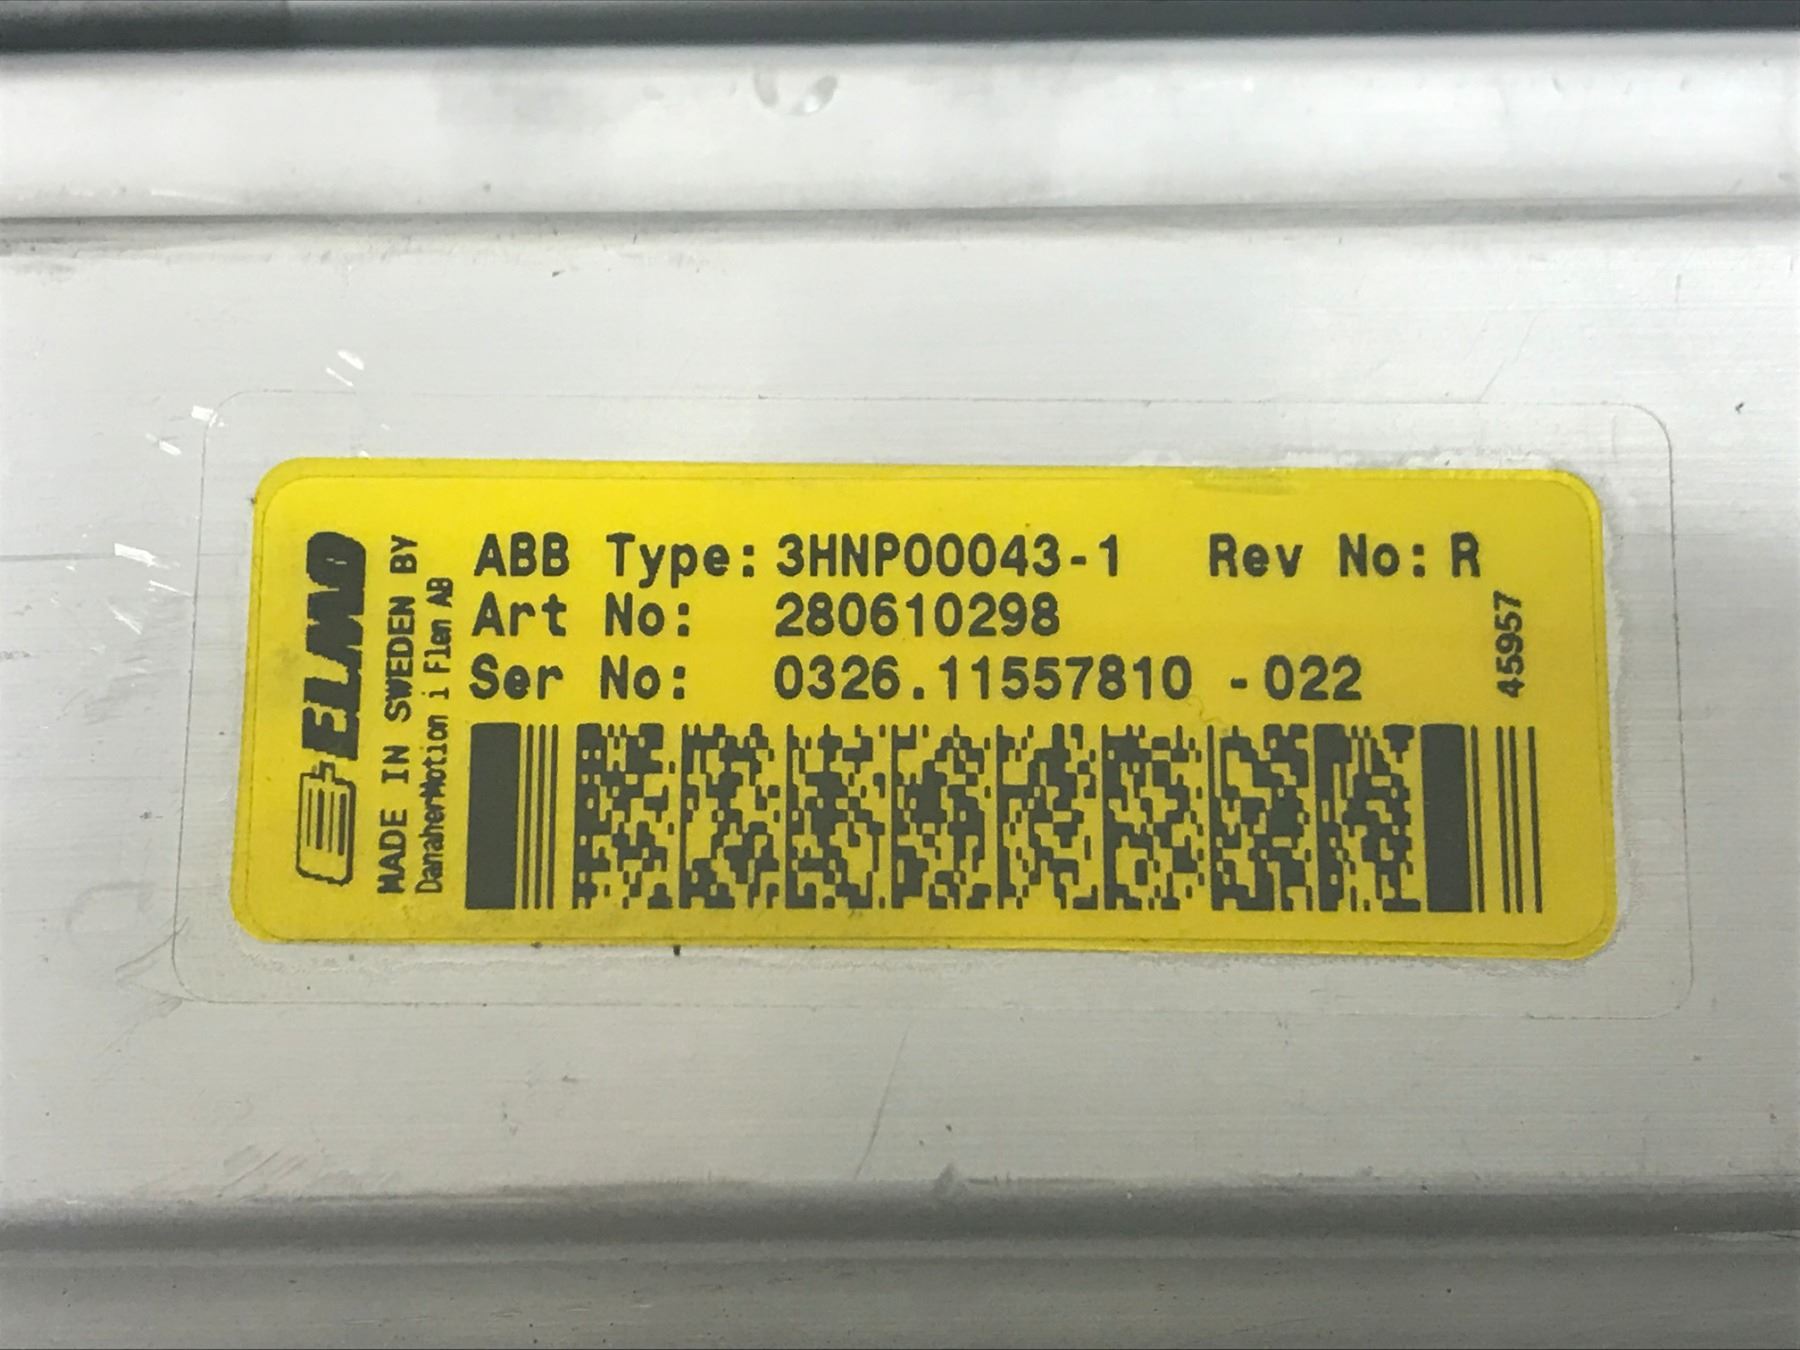 ELMO
MADE IN SWEDEN BY
DanaherMotion i Flen AB
ABB Type: 3HNP00043-1 Rev No: R
Art No: 280610298
Ser No: 0326.11557810 -022
45957